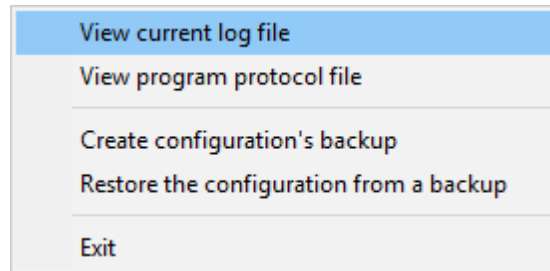 View current log file
View program protocol file
Create configuration's backup
Restore the configuration from a backup
Exit